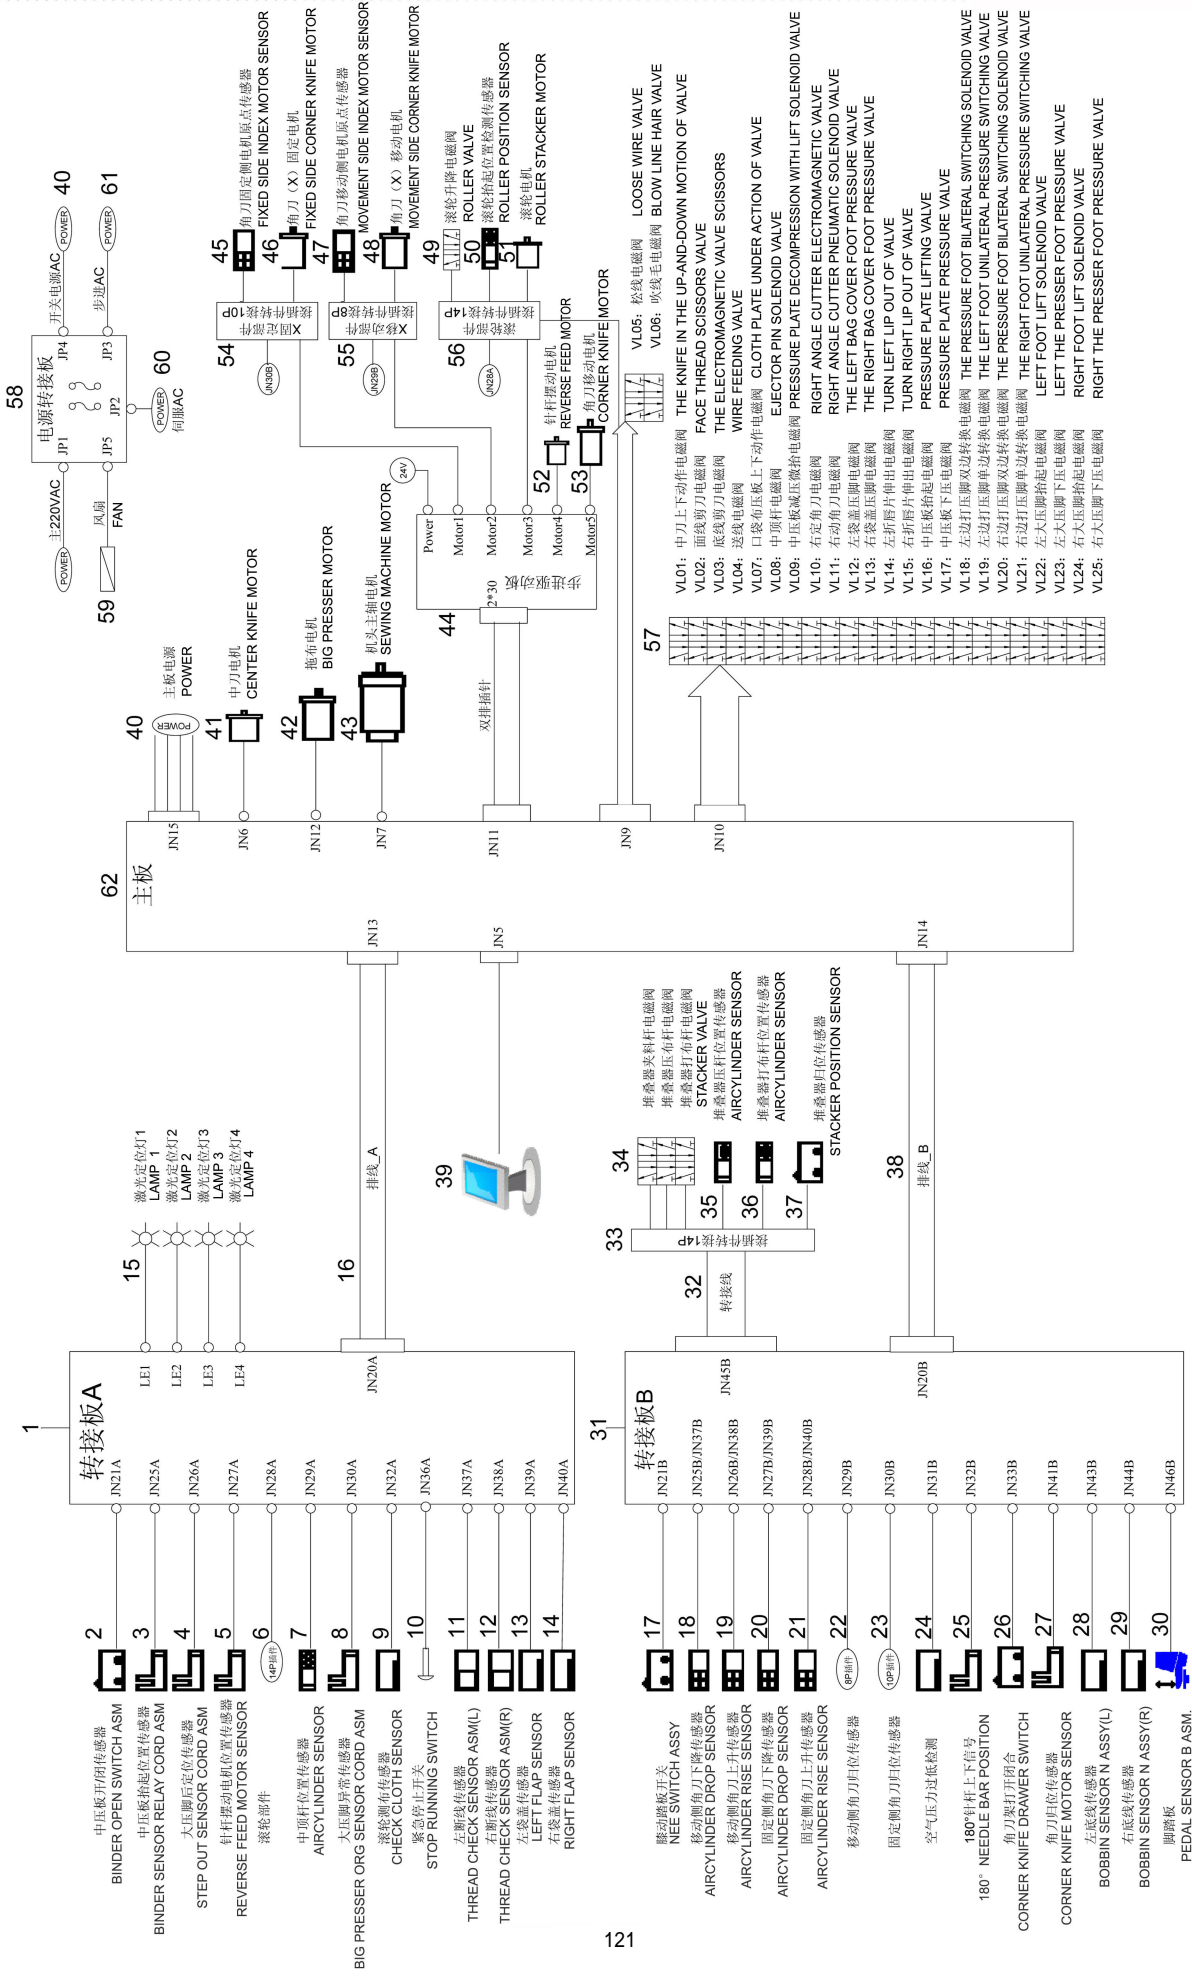 58
电源转接板
JP1
JP5
JP2
JP4
JP3
主220VAC
POWER
风扇
FAN
59
开关电源AC
POWER
40
步进AC
POWER
61
POWER
伺服AC
60
45
角刀固定侧电机原点传感器
FIXED SIDE INDEX MOTOR SENSOR
46
角刀（X）固定电机
FIXED SIDE CORNER KNIFE MOTOR
47
角刀移动侧电机原点传感器
MOVEMENT SIDE INDEX MOTOR SENSOR
48
角刀（X）移动电机
MOVEMENT SIDE CORNER KNIFE MOTOR
49
滚轮升降电磁阀
ROLLER VALVE
50
滚轮抬起位置检测传感器
ROLLER POSITION SENSOR
51
滚轮电机
ROLLER STACKER MOTOR
54
X固定部件
接插件转接10P
JN30B
55
X移动部件
接插件转接8P
JN29B
56
滚轮部件
接插件转接14P
JN28A
52
针杆摆动电机
REVERSE FEED MOTOR
53
角刀移动电机
CORNER KNIFE MOTOR
24V
44
步进驱动板
2*30
Power
Motor1
Motor2
Motor3
Motor4
Motor5
双排插针
40
POWER
主板电源
POWER
41
中刀电机
CENTER KNIFE MOTOR
42
拖布电机
BIG PRESSER MOTOR
43
机头主轴电机
SEWING MACHINE MOTOR
VL05：松线电磁阀 LOOSE WIRE VALVE
VL06：吹线毛电磁阀 BLOW LINE HAIR VALVE
57
VL01：中刀上下动作电磁阀 THE KNIFE IN THE UP-AND-DOWN MOTION OF VALVE
VL02：面线剪刀电磁阀 FACE THREAD SCISSORS VALVE
VL03：底线剪刀电磁阀 THE ELECTROMAGNETIC VALVE SCISSORS
VL04：送线电磁阀 WIRE FEEDING VALVE
VL07：口袋布压板上下动作电磁阀 CLOTH PLATE UNDER ACTION OF VALVE
VL08：中顶杆电磁阀 EJECTOR PIN SOLENOID VALVE
VL09：中压板减压微抬电磁阀 PRESSURE PLATE DECOMPRESSION WITH LIFT SOLENOID VALVE
VL10：右定角刀电磁阀 RIGHT ANGLE CUTTER ELECTROMAGNETIC VALVE
VL11：右动角刀电磁阀 RIGHT ANGLE CUTTER PNEUMATIC SOLENOID VALVE
VL12：左袋盖压脚电磁阀 THE LEFT BAG COVER FOOT PRESSURE VALVE
VL13：右袋盖压脚电磁阀 THE RIGHT BAG COVER FOOT PRESSURE VALVE
VL14：左折唇片伸出电磁阀 TURN LEFT LIP OUT OF VALVE
VL15：右折唇片伸出电磁阀 TURN RIGHT LIP OUT OF VALVE
VL16：中压板抬起电磁阀 PRESSURE PLATE LIFTING VALVE
VL17：中压板下压电磁阀 PRESSURE PLATE PRESSURE VALVE
VL18：左边打压脚双边转换电磁阀 THE PRESSURE FOOT BILATERAL SWITCHING SOLENOID VALVE
VL19：左边打压脚单边转换电磁阀 THE LEFT FOOT UNILATERAL PRESSURE SWITCHING VALVE
VL20：右边打压脚双边转换电磁阀 THE PRESSURE FOOT BILATERAL SWITCHING SOLENOID VALVE
VL21：右边打压脚单边转换电磁阀 THE RIGHT FOOT UNILATERAL PRESSURE SWITCHING VALVE
VL22：左大压脚抬起电磁阀 LEFT FOOT LIFT SOLENOID VALVE
VL23：左大压脚下压电磁阀 LEFT THE PRESSER FOOT PRESSURE VALVE
VL24：右大压脚抬起电磁阀 RIGHT FOOT LIFT SOLENOID VALVE
VL25：右大压脚下压电磁阀 RIGHT THE PRESSER FOOT PRESSURE VALVE
62
主板
JN15
JN6
JN12
JN7
JN11
JN9
JN10
JN13
JN5
JN14
15
激光定位灯1
LAMP 1
激光定位灯2
LAMP 2
激光定位灯3
LAMP 3
激光定位灯4
LAMP 4
16
排线_A
39
34
堆叠器夹料杆电磁阀
堆叠器压布杆电磁阀
堆叠器打布杆电磁阀
STACKER VALVE
35
堆叠器压杆位置传感器
AIRCYLINDER SENSOR
36
堆叠器打布杆位置传感器
AIRCYLINDER SENSOR
37
堆叠器归位传感器
STACKER POSITION SENSOR
33
接插件转接14P
32
转接线
38
排线_B
1
转接板A
LE1
LE2
LE3
LE4
JN20A
JN21A
JN25A
JN26A
JN27A
JN28A
JN29A
JN30A
JN32A
JN36A
JN37A
JN38A
JN39A
JN40A
31
转接板B
JN45B
JN20B
JN21B
JN25B/JN37B
JN26B/JN38B
JN27B/JN39B
JN28B/JN40B
JN29B
JN30B
JN31B
JN32B
JN33B
JN41B
JN43B
JN44B
JN46B
2
中压板开/闭传感器
BINDER OPEN SWITCH ASM
3
中压板抬起位置传感器
BINDER SENSOR RELAY CORD ASM
4
大压脚后定位传感器
STEP OUT SENSOR CORD ASM
5
针杆摆动电机位置传感器
REVERSE FEED MOTOR SENSOR
6
14P插件
滚轮部件
7
中顶杆位置传感器
AIRCYLINDER SENSOR
8
大压脚异常传感器
BIG PRESSER ORG SENSOR CORD ASM
9
滚轮测布传感器
CHECK CLOTH SENSOR
10
紧急停止开关
STOP RUNNING SWITCH
11
左断线传感器
THREAD CHECK SENSOR ASM(L)
12
右断线传感器
THREAD CHECK SENSOR ASM(R)
13
左袋盖传感器
LEFT FLAP SENSOR
14
右袋盖传感器
RIGHT FLAP SENSOR
17
膝动踏板开关
NEE SWITCH ASSY
18
移动侧角刀下降传感器
AIRCYLINDER DROP SENSOR
19
移动侧角刀上升传感器
AIRCYLINDER RISE SENSOR
20
固定侧角刀下降传感器
AIRCYLINDER DROP SENSOR
21
固定侧角刀上升传感器
AIRCYLINDER RISE SENSOR
22
8P插件
移动侧角刀归位传感器
23
10P插件
固定侧角刀归位传感器
24
空气压力过低检测
25
180°针杆上下信号
180° NEEDLE BAR POSITION
26
角刀架打开闭合
CORNER KNIFE DRAWER SWITCH
27
角刀归位传感器
CORNER KNIFE MOTOR SENSOR
28
左底线传感器
BOBBIN SENSOR N ASSY(L)
29
右底线传感器
BOBBIN SENSOR N ASSY(R)
30
脚踏板
PEDAL SENSOR B ASM.
121